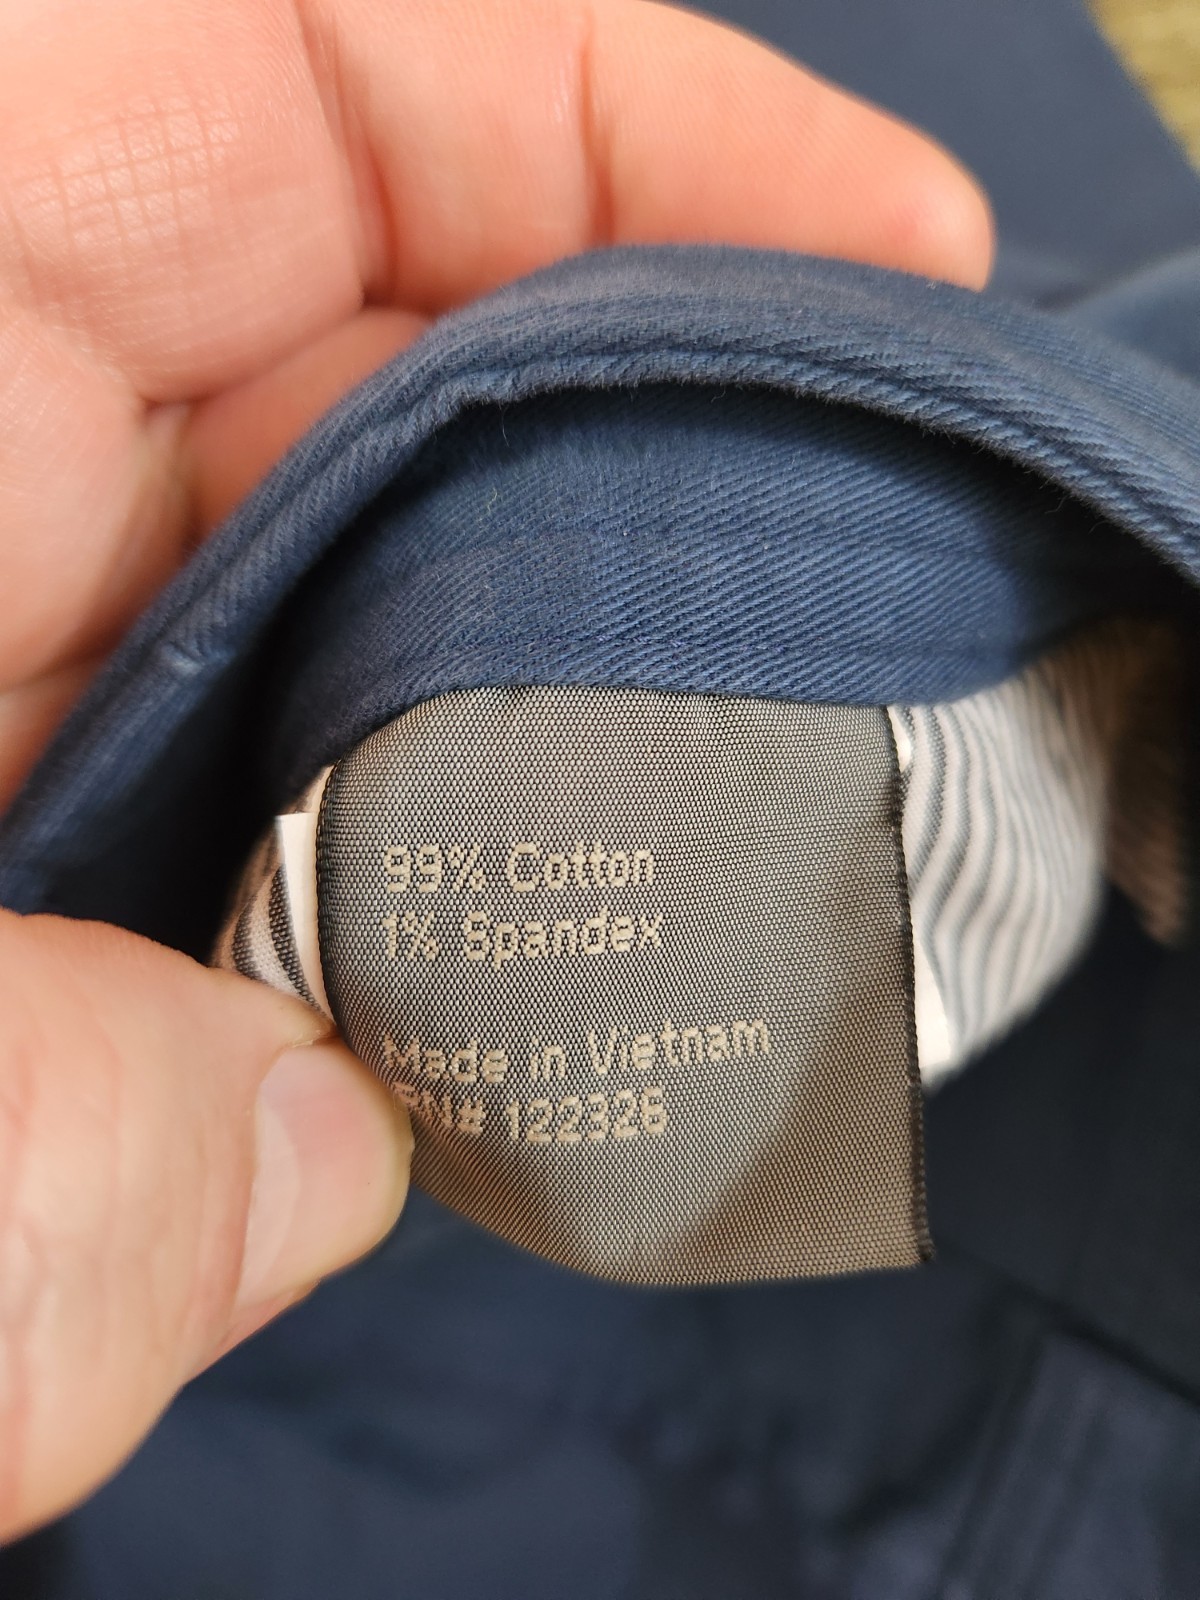 99% Cotton
1% Spandex
Made in Vietnam
RN# 122326